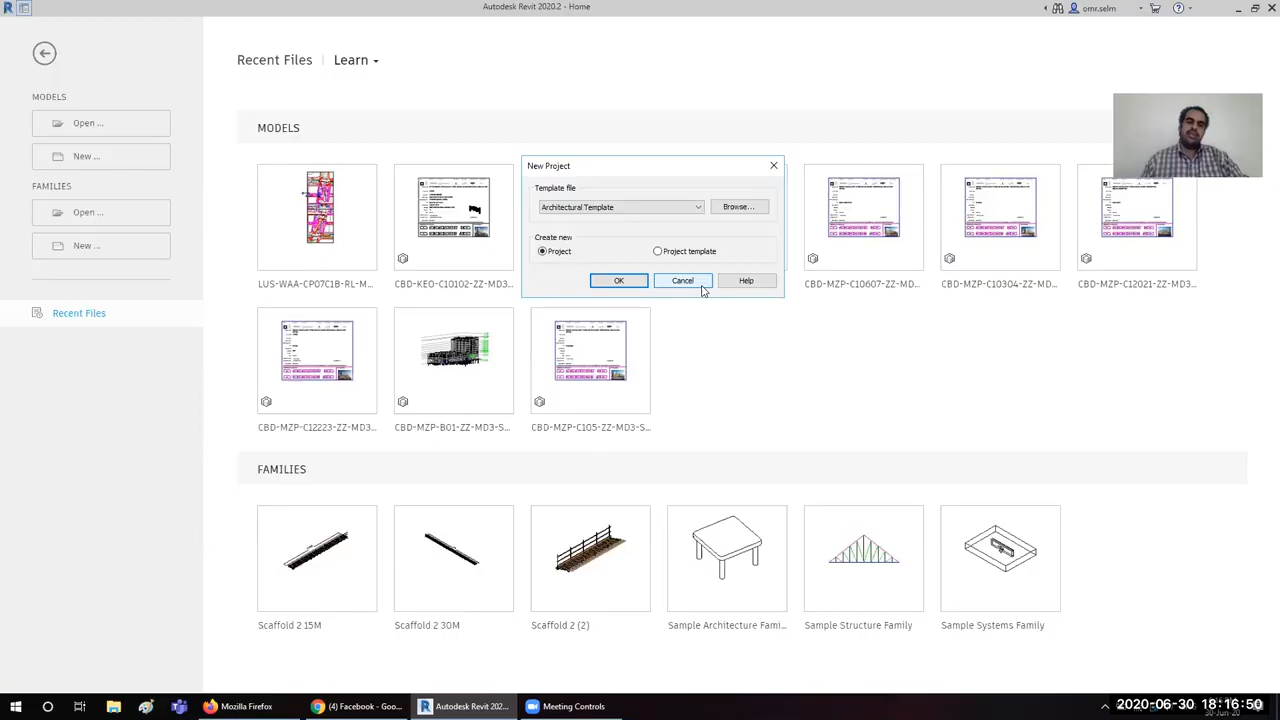 Autodesk Revit 2020.2 - Home
omr.selm
Recent Files
Learn
MODELS
Open ...
New ...
FAMILIES
Open ...
New ...
Recent Files
MODELS
New Project
Template file
Architectural Template
Browse...
Create new
Project
Project template
OK
Cancel
Help
LUS-WAA-CP07C1B-RL-M...
CBD-KEO-C10102-ZZ-MD3...
CBD-MZP-C10607-ZZ-MD...
CBD-MZP-C10304-ZZ-MD...
CBD-MZP-C12021-ZZ-MD3...
CBD-MZP-C12223-ZZ-MD3...
CBD-MZP-B01-ZZ-MD3-S...
CBD-MZP-C105-ZZ-MD3-S...
FAMILIES
Scaffold 2 15M
Scaffold 2 30M
Scaffold 2 (2)
Sample Architecture Fami...
Sample Structure Family
Sample Systems Family
Mozilla Firefox
(4) Facebook - Goo...
Autodesk Revit 202...
Meeting Controls
2020-06-30 18:16:50